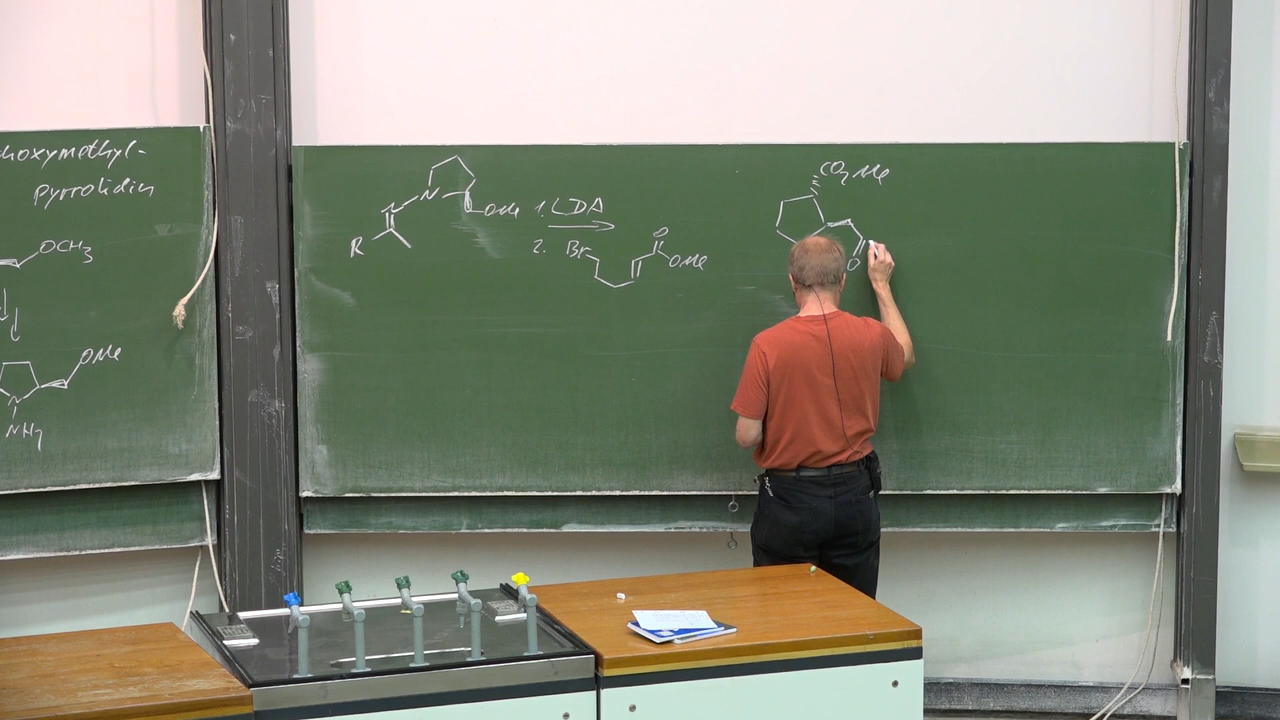 hoxymethyl-
pyrrolidin
OCH3
OMe
N
NH2
N
N
OMe
R
1. LDA
2. Br
O
OMe
CO2Me
O